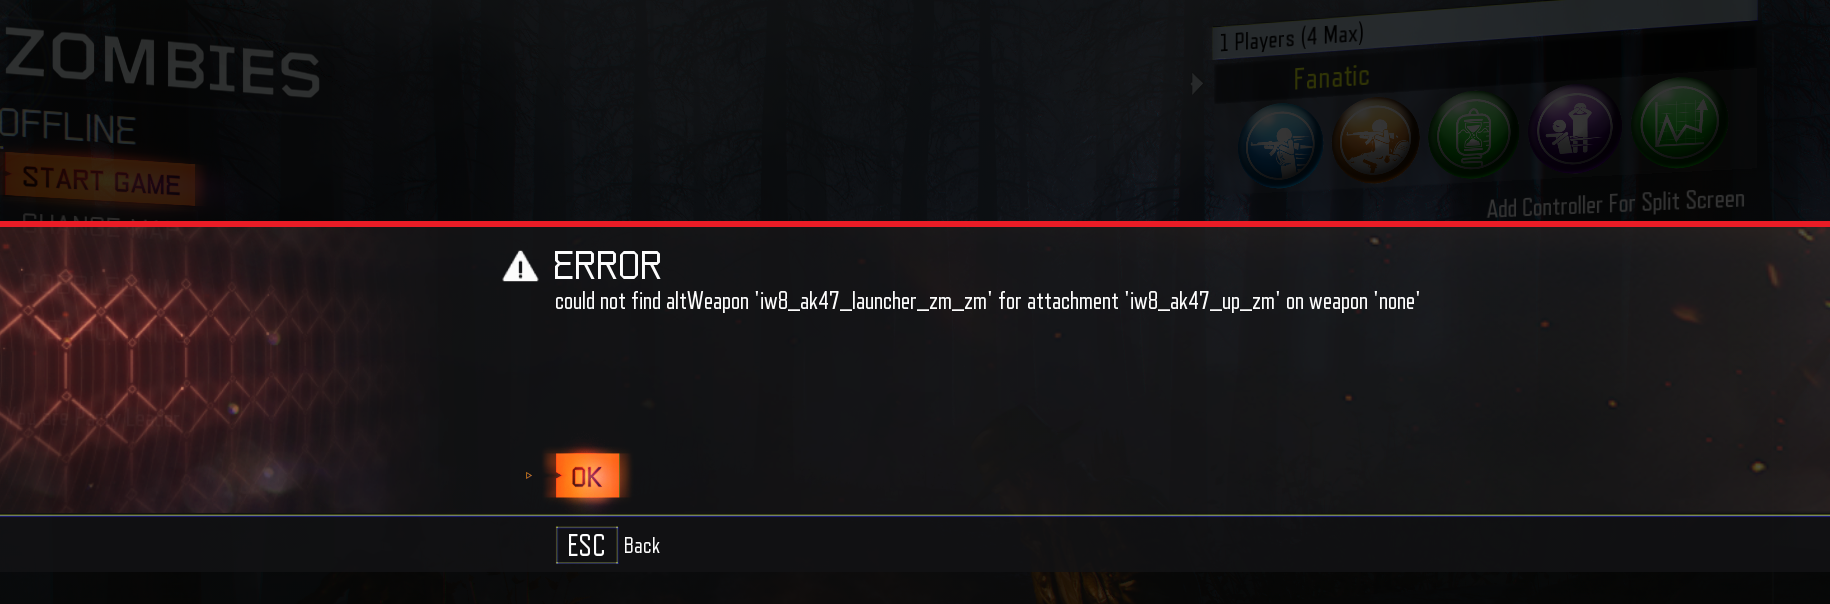 ZOMBIES
1 Players (4 Max)
Fanatic
OFFLINE
START GAME
Add Controller For Split Screen
ERROR
could not find altWeapon 'iw8_ak47_launcher_zm_zm' for attachment 'iw8_ak47_up_zm' on weapon 'none'
OK
ESC Back